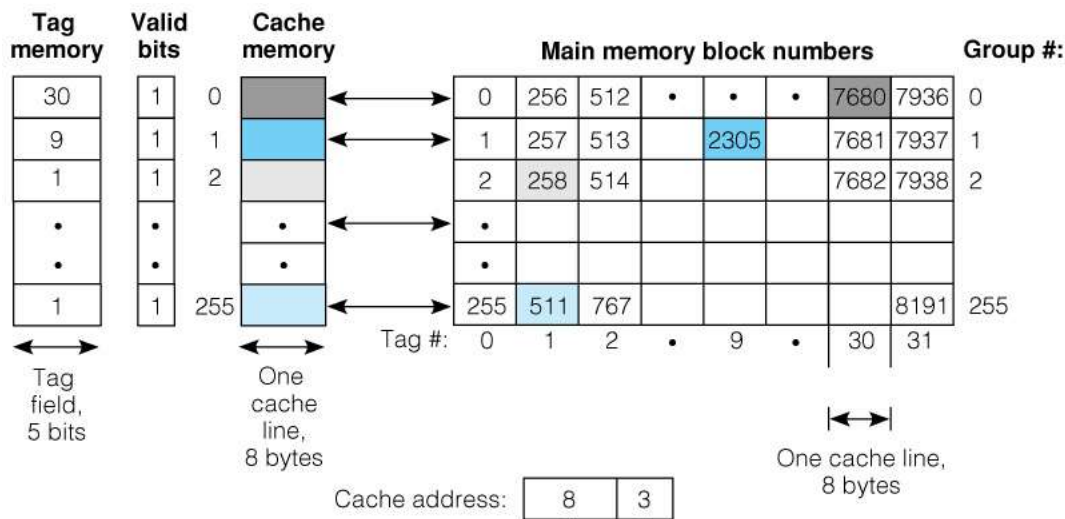 Tag memory
Valid bits
Cache memory
Main memory block numbers
Group #:
30 1 0 0 256 512 • • • 7680 7936 0
9 1 1 1 257 513 2305 7681 7937 1
1 1 2 2 258 514 7682 7938 2
• • • •
• • • •
1 1 255 255 511 767 8191 255
Tag #: 0 1 2 • 9 • 30 31
Tag field, 5 bits
One cache line, 8 bytes
One cache line, 8 bytes
Cache address: 8 3